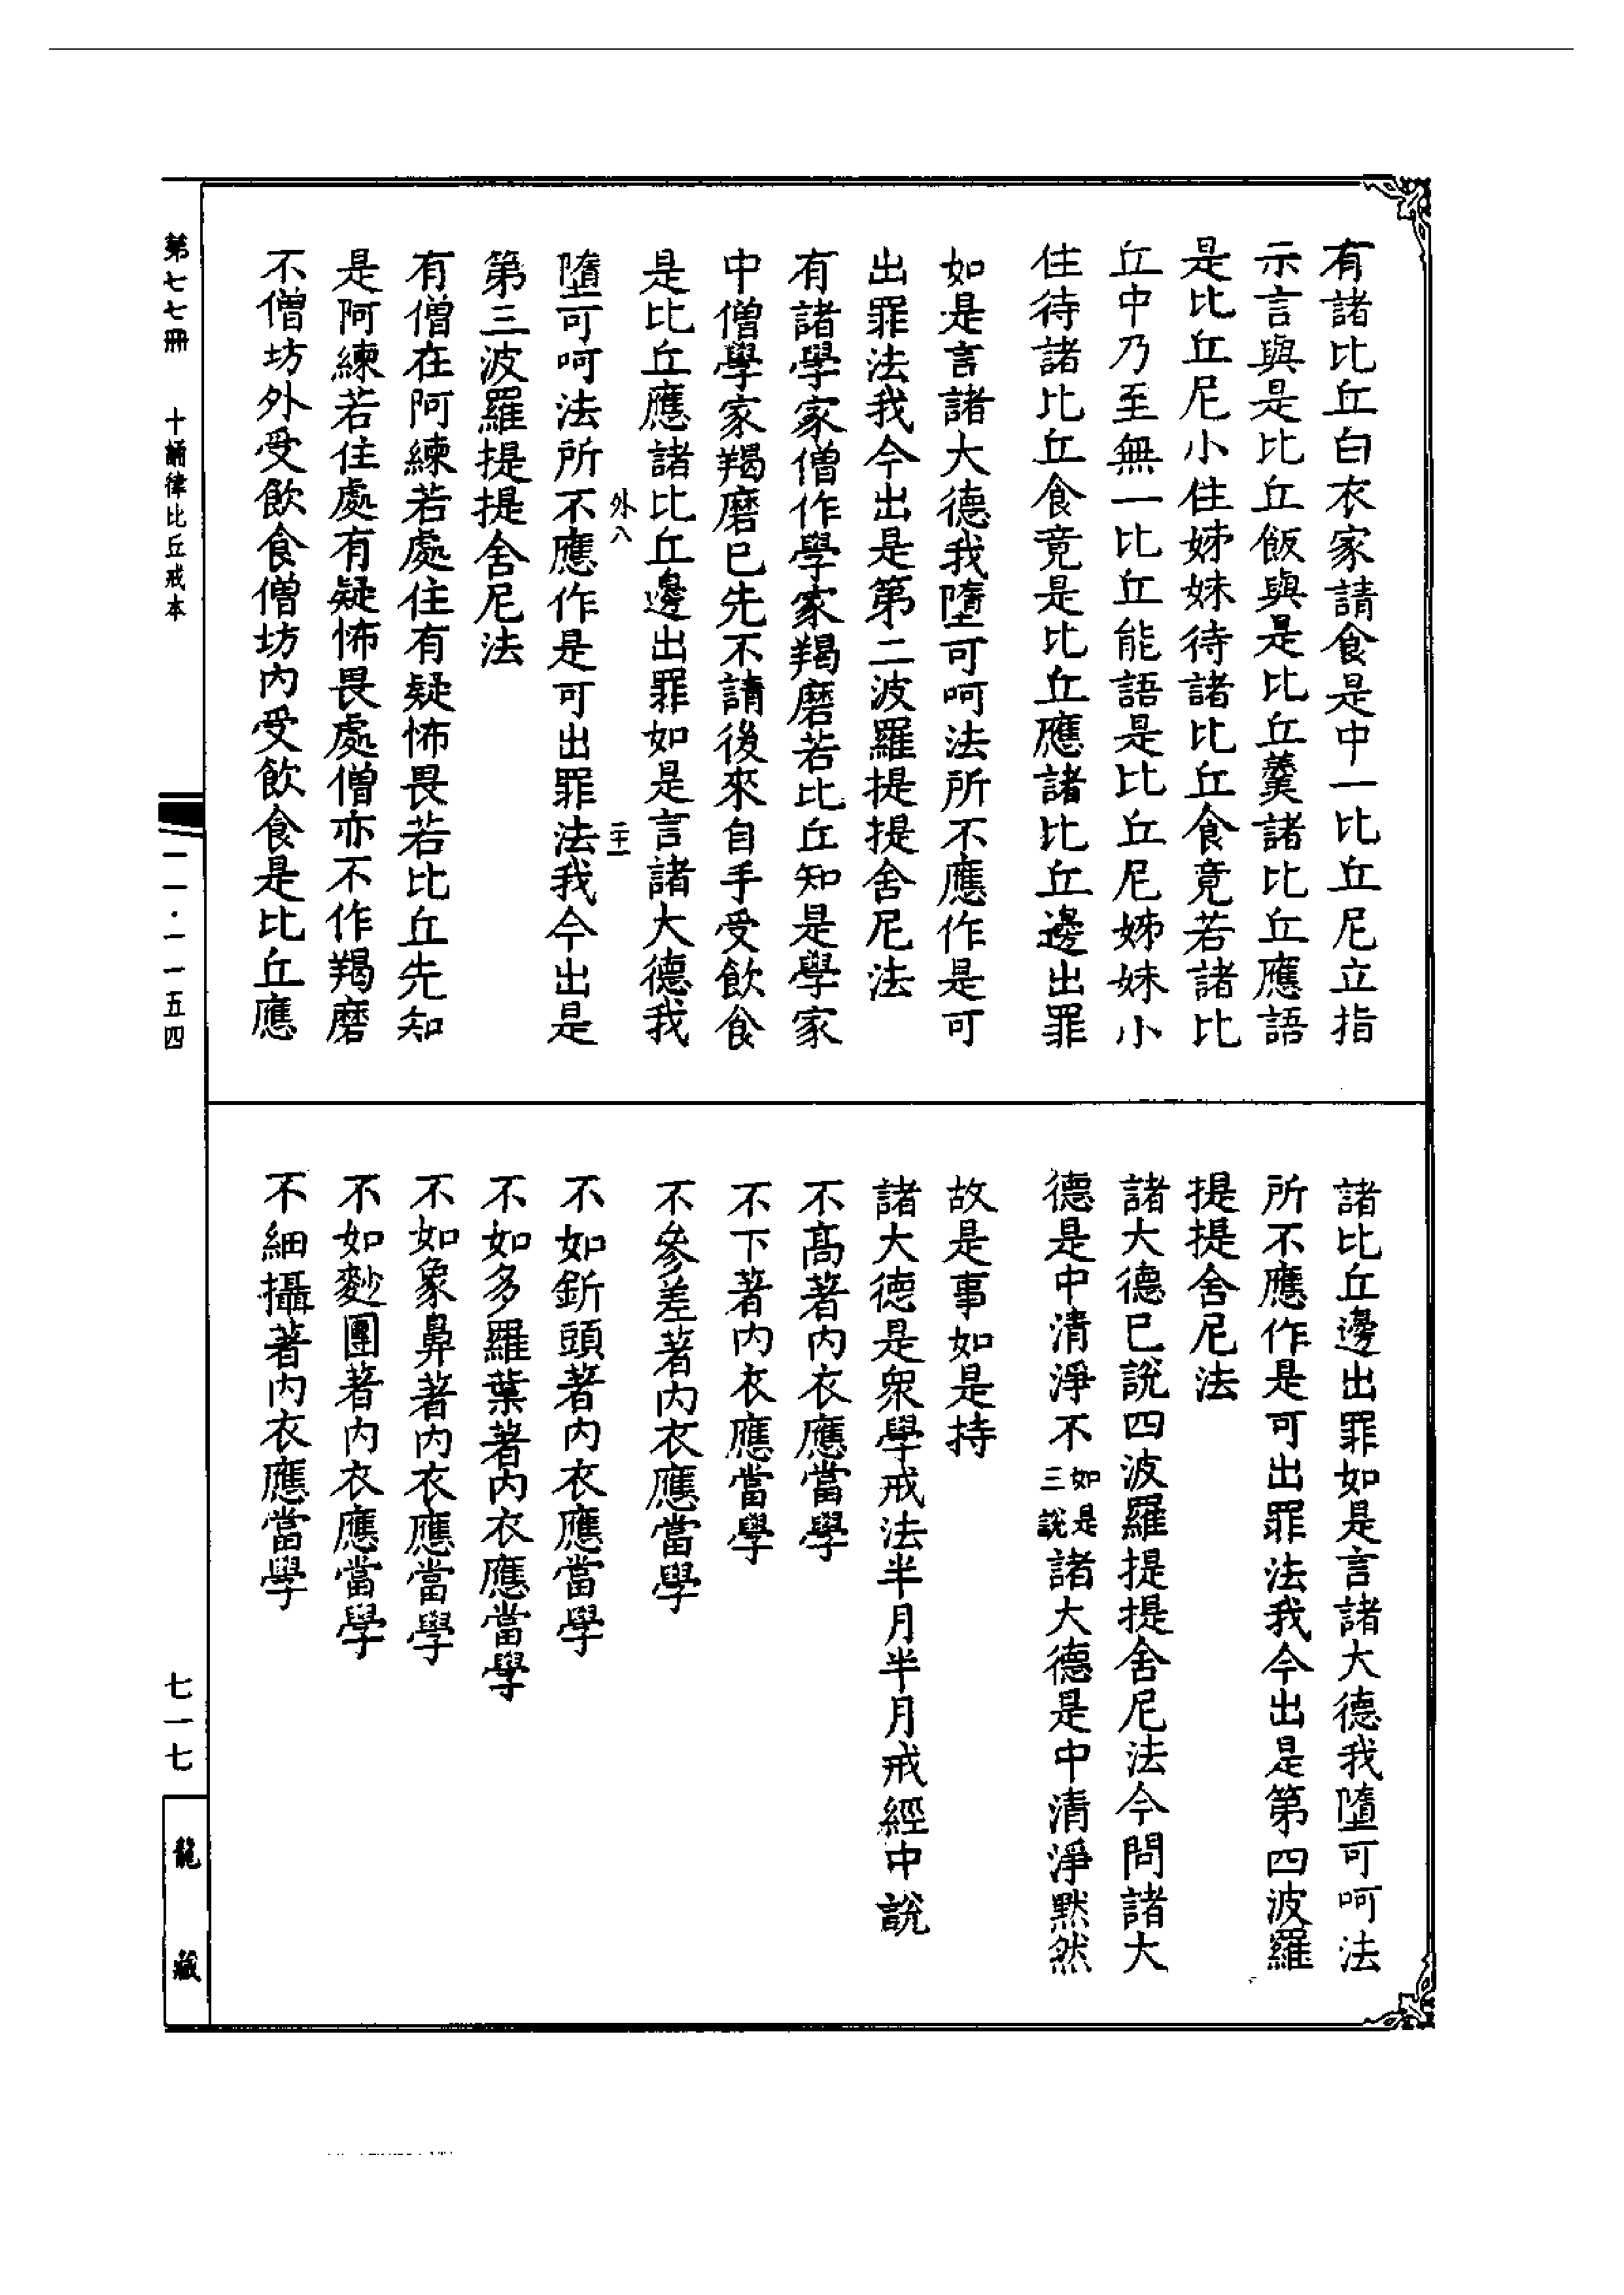 有諸比丘白衣家請食是中一比丘尼立指
示言與是比丘飯與是比丘羹諸比丘應語
是比丘尼小住姊妹待諸比丘食竟若諸比
丘中乃至無一比丘能語是比丘尼姊妹小
住待諸比丘食竟是比丘應諸比丘邊出罪
如是言諸大德我墮可呵法所不應作是可
出罪法我今出是第二波羅提提舍尼法
有諸學家僧作學家羯磨若比丘知是學家
中僧學家羯磨已先不請後來自手受飲食
是比丘應諸比丘邊出罪如是言諸大德我
外八
二十一
墮可呵法所不應作是可出罪法我今出是
第三波羅提提舍尼法
有僧在阿練若處住有疑怖畏若比丘先知
是阿練若住處有疑怖畏處僧亦不作羯磨
不僧坊外受飲食僧坊內受飲食是比丘應
諸比丘邊出罪如是言諸大德我墮可呵法
所不應作是可出罪法我今出是第四波羅
提提舍尼法
諸大德已說四波羅提提舍尼法今問諸大
德是中清淨不如是三說諸大德是中清淨默然
故是事如是持
諸大德是眾學戒法半月半月戒經中說
不高著內衣應當學
不下著內衣應當學
不參差著內衣應當學
不如釿頭著內衣應當學
不如多羅葉著內衣應當學
不如象鼻著內衣應當學
不如麨團著內衣應當學
不細攝著內衣應當學
第七七冊　十誦律比丘戒本
一一·一一五四
七一七
龍藏